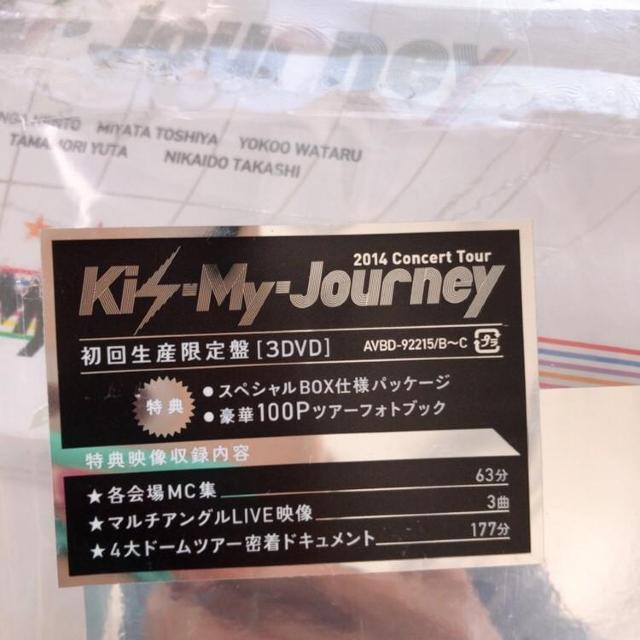 Journey
MIYATA TOSHIYA YOKOO WATARU
TAMAMORI YUTA NIKAIDO TAKASHI
2014 Concert Tour
Kis-My-Journey
初回生産限定盤[3DVD] AVBD-92215/B〜C プラ
特典
●スペシャルBOX仕様パッケージ
●豪華100Pツアーフォトブック
特典映像収録内容
★各会場MC集 63分
★マルチアングルLIVE映像 3曲
★4大ドームツアー密着ドキュメント 177分